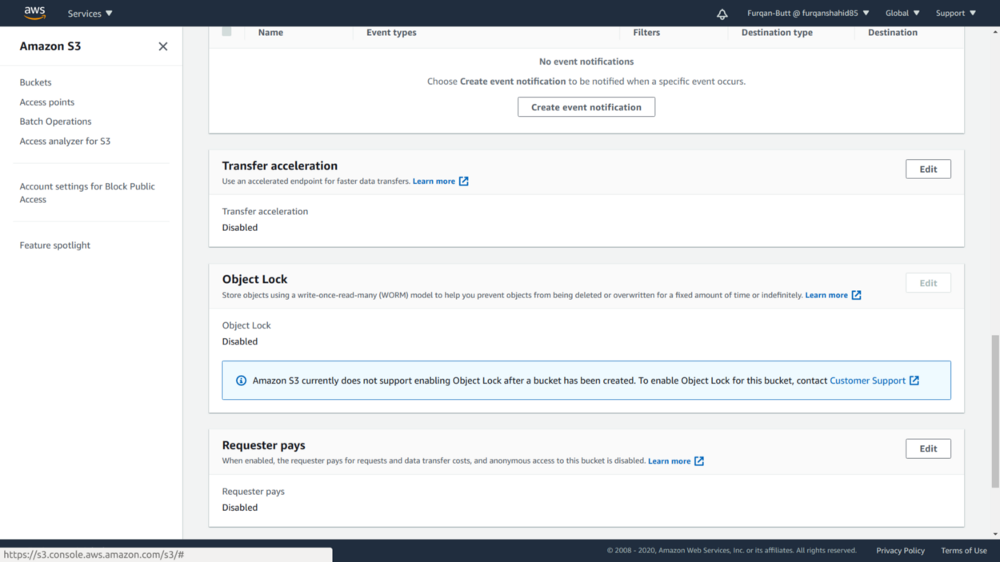 aws
Services
Furqan-Butt @ furqanshahid85
Global
Support
Amazon S3
Buckets
Access points
Batch Operations
Access analyzer for S3
Account settings for Block Public
Access
Feature spotlight
Name
Event types
Filters
Destination type
Destination
No event notifications
Choose Create event notification to be notified when a specific event occurs.
Create event notification
Transfer acceleration
Edit
Use an accelerated endpoint for faster data transfers. Learn more
Transfer acceleration
Disabled
Object Lock
Edit
Store objects using a write-once-read-many (WORM) model to help you prevent objects from being deleted or overwritten for a fixed amount of time or indefinitely. Learn more
Object Lock
Disabled
Amazon S3 currently does not support enabling Object Lock after a bucket has been created. To enable Object Lock for this bucket, contact Customer Support
Requester pays
Edit
When enabled, the requester pays for requests and data transfer costs, and anonymous access to this bucket is disabled. Learn more
Requester pays
Disabled
https://s3.console.aws.amazon.com/s3/#
© 2008 - 2020, Amazon Web Services, Inc. or its affiliates. All rights reserved.
Privacy Policy
Terms of Use